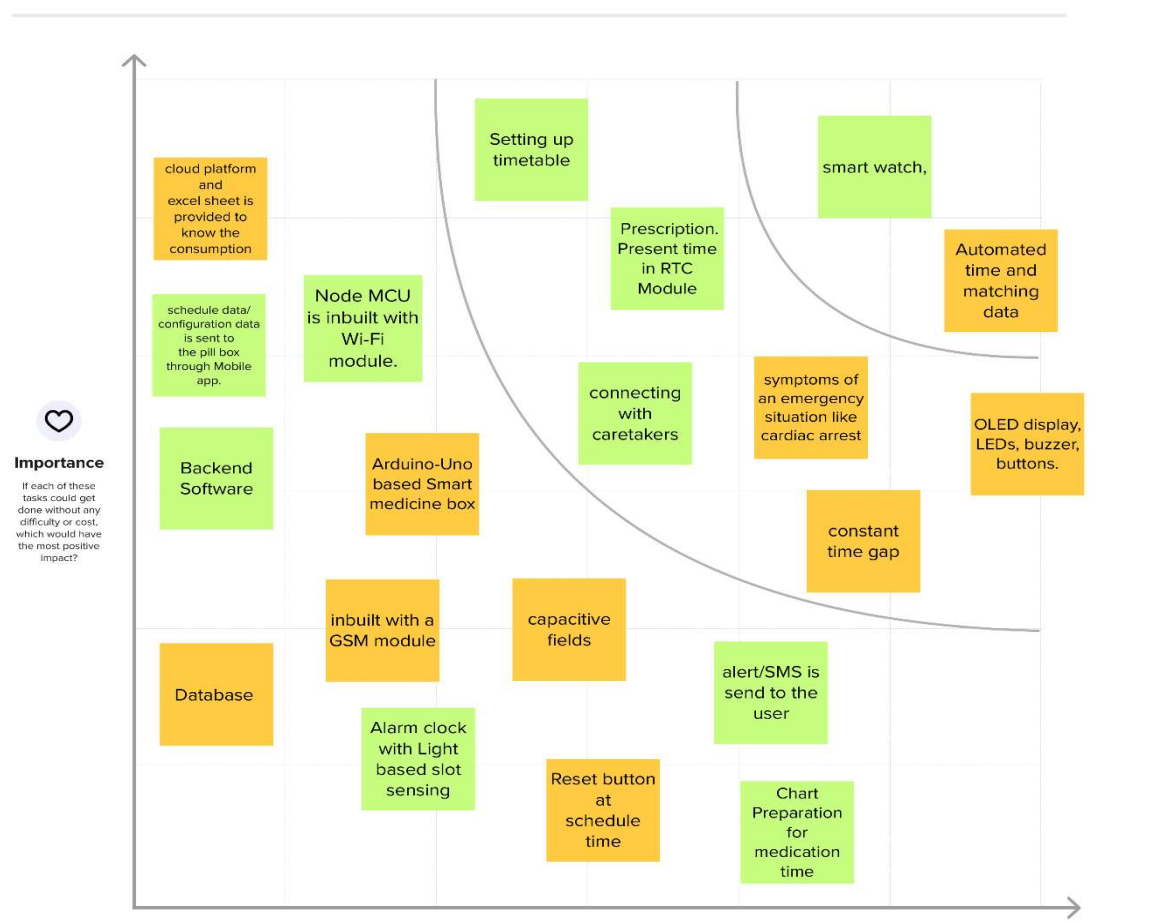 Setting up
timetable
smart watch,
cloud platform
and
excel sheet is
provided to
know the
consumption
Prescription.
Present time
in RTC
Module
Automated
time and
matching
data
Node MCU
is inbuilt with
Wi-Fi
module.
schedule data/
configuration data
is sent to
the pill box
through Mobile
app.
connecting
with
caretakers
symptoms of
an emergency
situation like
cardiac arrest
OLED display,
LEDs, buzzer,
buttons.
Importance
If each of these
tasks could get
done without any
difficulty or cost,
which would have
the most positive
impact?
Backend
Software
Arduino-Uno
based Smart
medicine box
constant
time gap
inbuilt with a
GSM module
capacitive
fields
Database
alert/SMS is
send to the
user
Alarm clock
with Light
based slot
sensing
Reset button
at
schedule
time
Chart
Preparation
for
medication
time